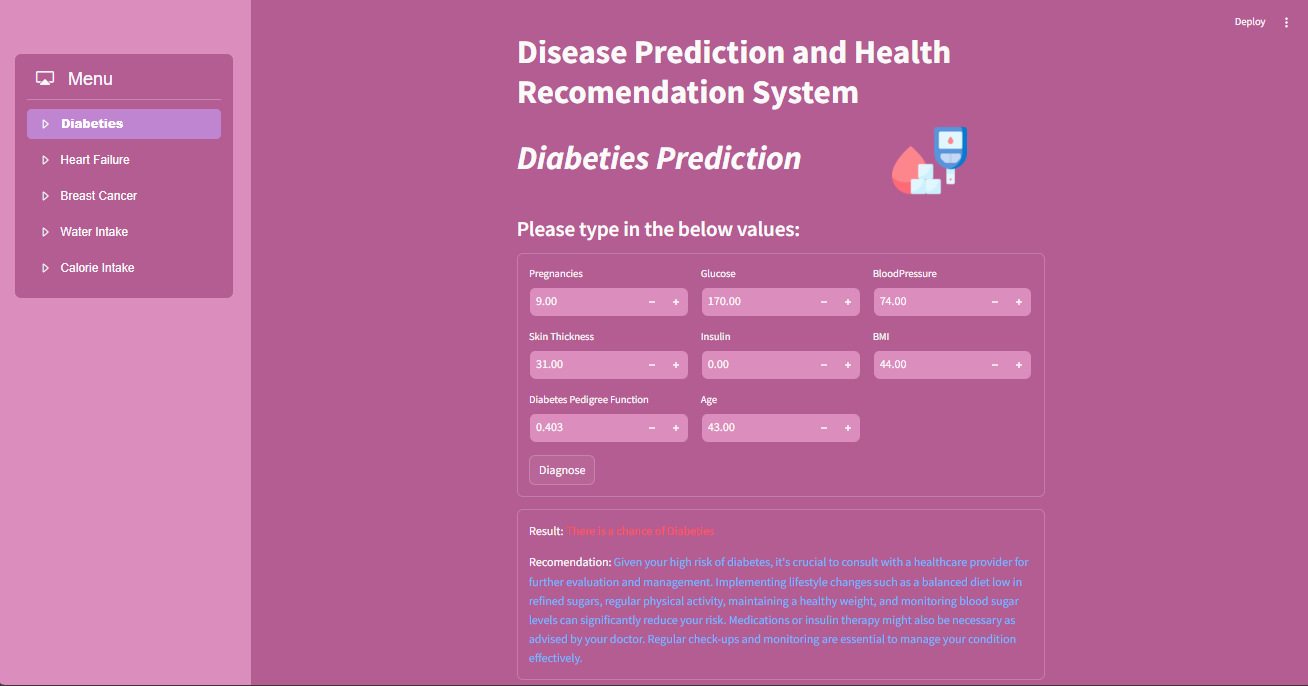 Deploy
Menu
Diabeties
Heart Failure
Breast Cancer
Water Intake
Calorie Intake
Disease Prediction and Health
Recomendation System
Diabeties Prediction
Please type in the below values:
Pregnancies Glucose BloodPressure
9.00 − + 170.00 − + 74.00 − +
Skin Thickness Insulin BMI
31.00 − + 0.00 − + 44.00 − +
Diabetes Pedigree Function Age
0.403 − + 43.00 − +
Diagnose
Result: There is a chance of Diabeties
Recomendation: Given your high risk of diabetes, it's crucial to consult with a healthcare provider for
further evaluation and management. Implementing lifestyle changes such as a balanced diet low in
refined sugars, regular physical activity, maintaining a healthy weight, and monitoring blood sugar
levels can significantly reduce your risk. Medications or insulin therapy might also be necessary as
advised by your doctor. Regular check-ups and monitoring are essential to manage your condition
effectively.